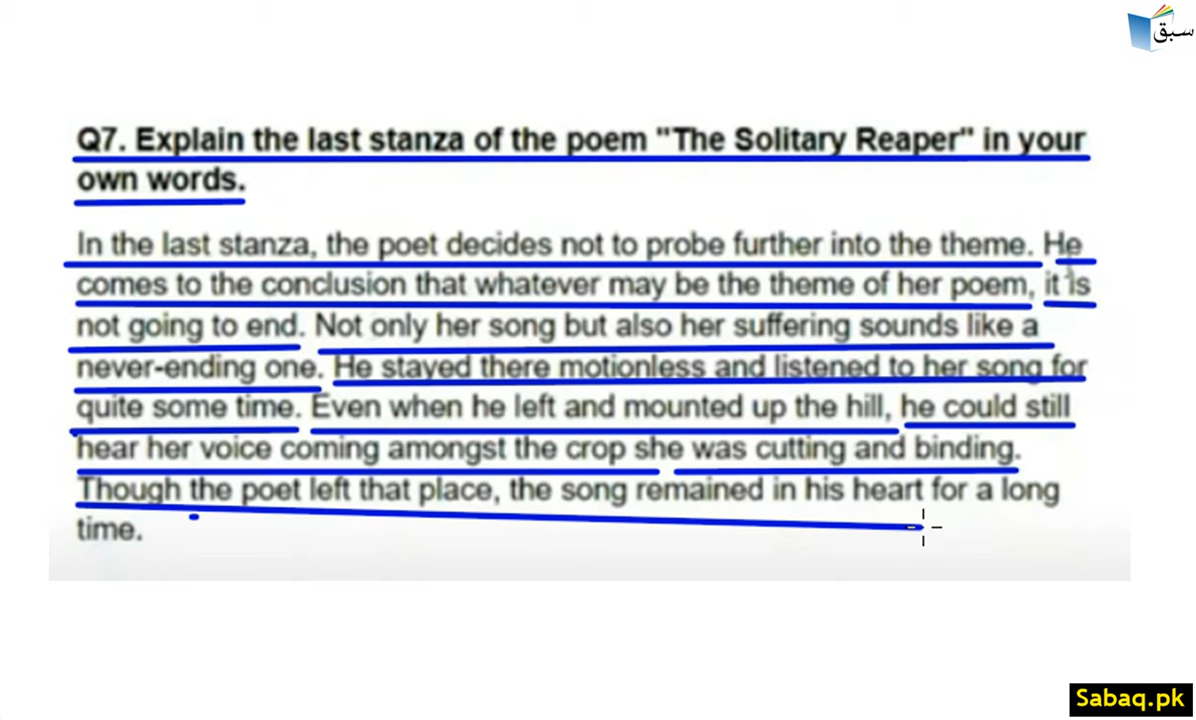 سبق
Q7. Explain the last stanza of the poem "The Solitary Reaper" in your
own words.
In the last stanza, the poet decides not to probe further into the theme. He
comes to the conclusion that whatever may be the theme of her poem, it is
not going to end. Not only her song but also her suffering sounds like a
never-ending one. He stayed there motionless and listened to her song for
quite some time. Even when he left and mounted up the hill, he could still
hear her voice coming amongst the crop she was cutting and binding.
Though the poet left that place, the song remained in his heart for a long
time.
Sabaq.pk